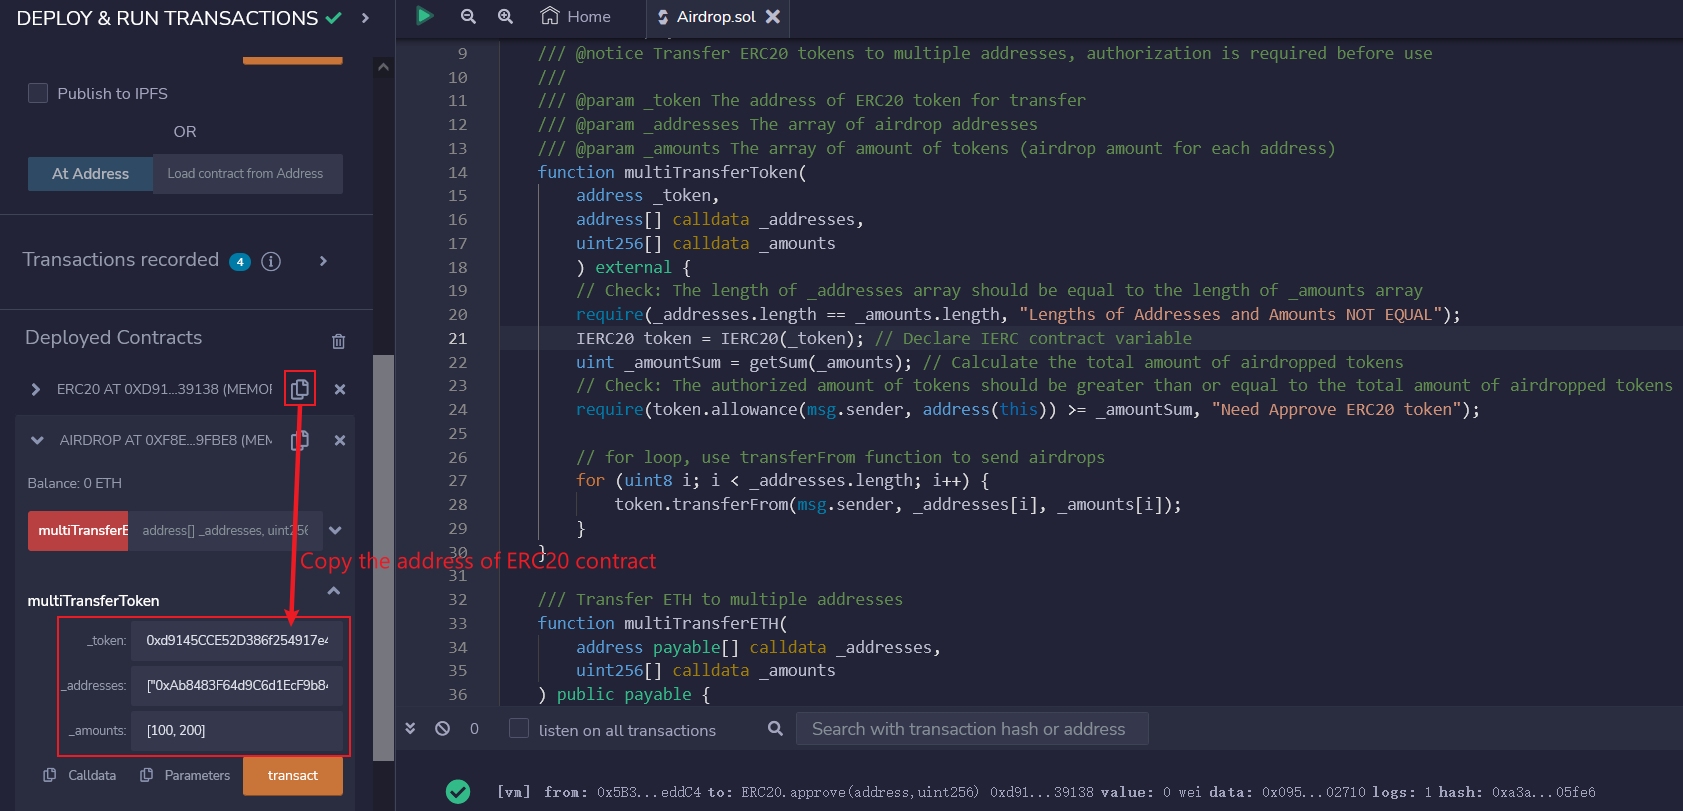 DEPLOY & RUN TRANSACTIONS
Publish to IPFS
OR
At Address
Load contract from Address
Transactions recorded 4
Deployed Contracts
ERC20 AT 0XD91...39138 (MEMOR
AIRDROP AT 0XF8E...9FBE8 (MEM
Balance: 0 ETH
multiTransferE
address[] _addresses, uint256
Copy the address of ERC20 contract
multiTransferToken
_token: 0xd9145CCE52D386f254917e4
_addresses: ["0xAb8483F64d9C6d1EcF9b84
_amounts: [100, 200]
Calldata
Parameters
transact
Home
Airdrop.sol
9 /// @notice Transfer ERC20 tokens to multiple addresses, authorization is required before use
10 ///
11 /// @param _token The address of ERC20 token for transfer
12 /// @param _addresses The array of airdrop addresses
13 /// @param _amounts The array of amount of tokens (airdrop amount for each address)
14 function multiTransferToken(
15 address _token,
16 address[] calldata _addresses,
17 uint256[] calldata _amounts
18 ) external {
19 // Check: The length of _addresses array should be equal to the length of _amounts array
20 require(_addresses.length == _amounts.length, "Lengths of Addresses and Amounts NOT EQUAL");
21 IERC20 token = IERC20(_token); // Declare IERC contract variable
22 uint _amountSum = getSum(_amounts); // Calculate the total amount of airdropped tokens
23 // Check: The authorized amount of tokens should be greater than or equal to the total amount of airdropped tokens
24 require(token.allowance(msg.sender, address(this)) >= _amountSum, "Need Approve ERC20 token");
25
26 // for loop, use transferFrom function to send airdrops
27 for (uint8 i; i < _addresses.length; i++) {
28 token.transferFrom(msg.sender, _addresses[i], _amounts[i]);
29 }
30 }
31
32 /// Transfer ETH to multiple addresses
33 function multiTransferETH(
34 address payable[] calldata _addresses,
35 uint256[] calldata _amounts
36 ) public payable {
0
listen on all transactions
Search with transaction hash or address
[vm] from: 0x5B3...eddC4 to: ERC20.approve(address,uint256) 0xd91...39138 value: 0 wei data: 0x095...02710 logs: 1 hash: 0xa3a...05fe6